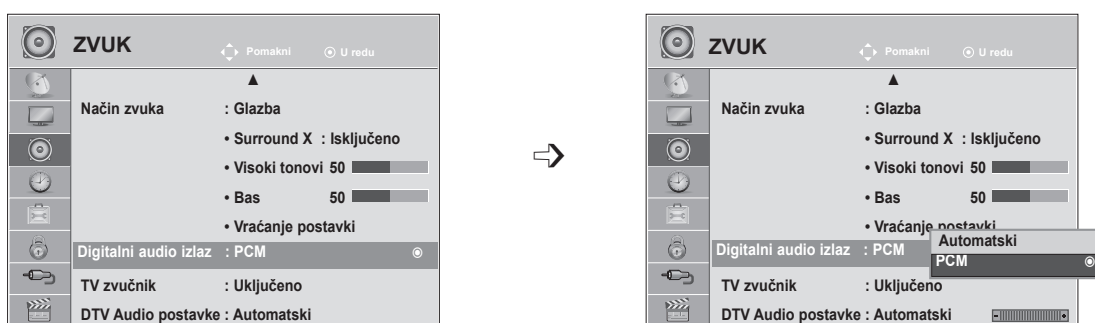 ZVUK Pomakni U redu
▲
Način zvuka : Glazba
• Surround X : Isključeno
• Visoki tonovi 50
• Bas 50
• Vraćanje postavki
Digitalni audio izlaz : PCM
TV zvučnik : Uključeno
DTV Audio postavke : Automatski
ZVUK Pomakni U redu
▲
Način zvuka : Glazba
• Surround X : Isključeno
• Visoki tonovi 50
• Bas 50
• Vraćanje postavki
Digitalni audio izlaz : PCM
Automatski
PCM
TV zvučnik : Uključeno
DTV Audio postavke : Automatski
- +